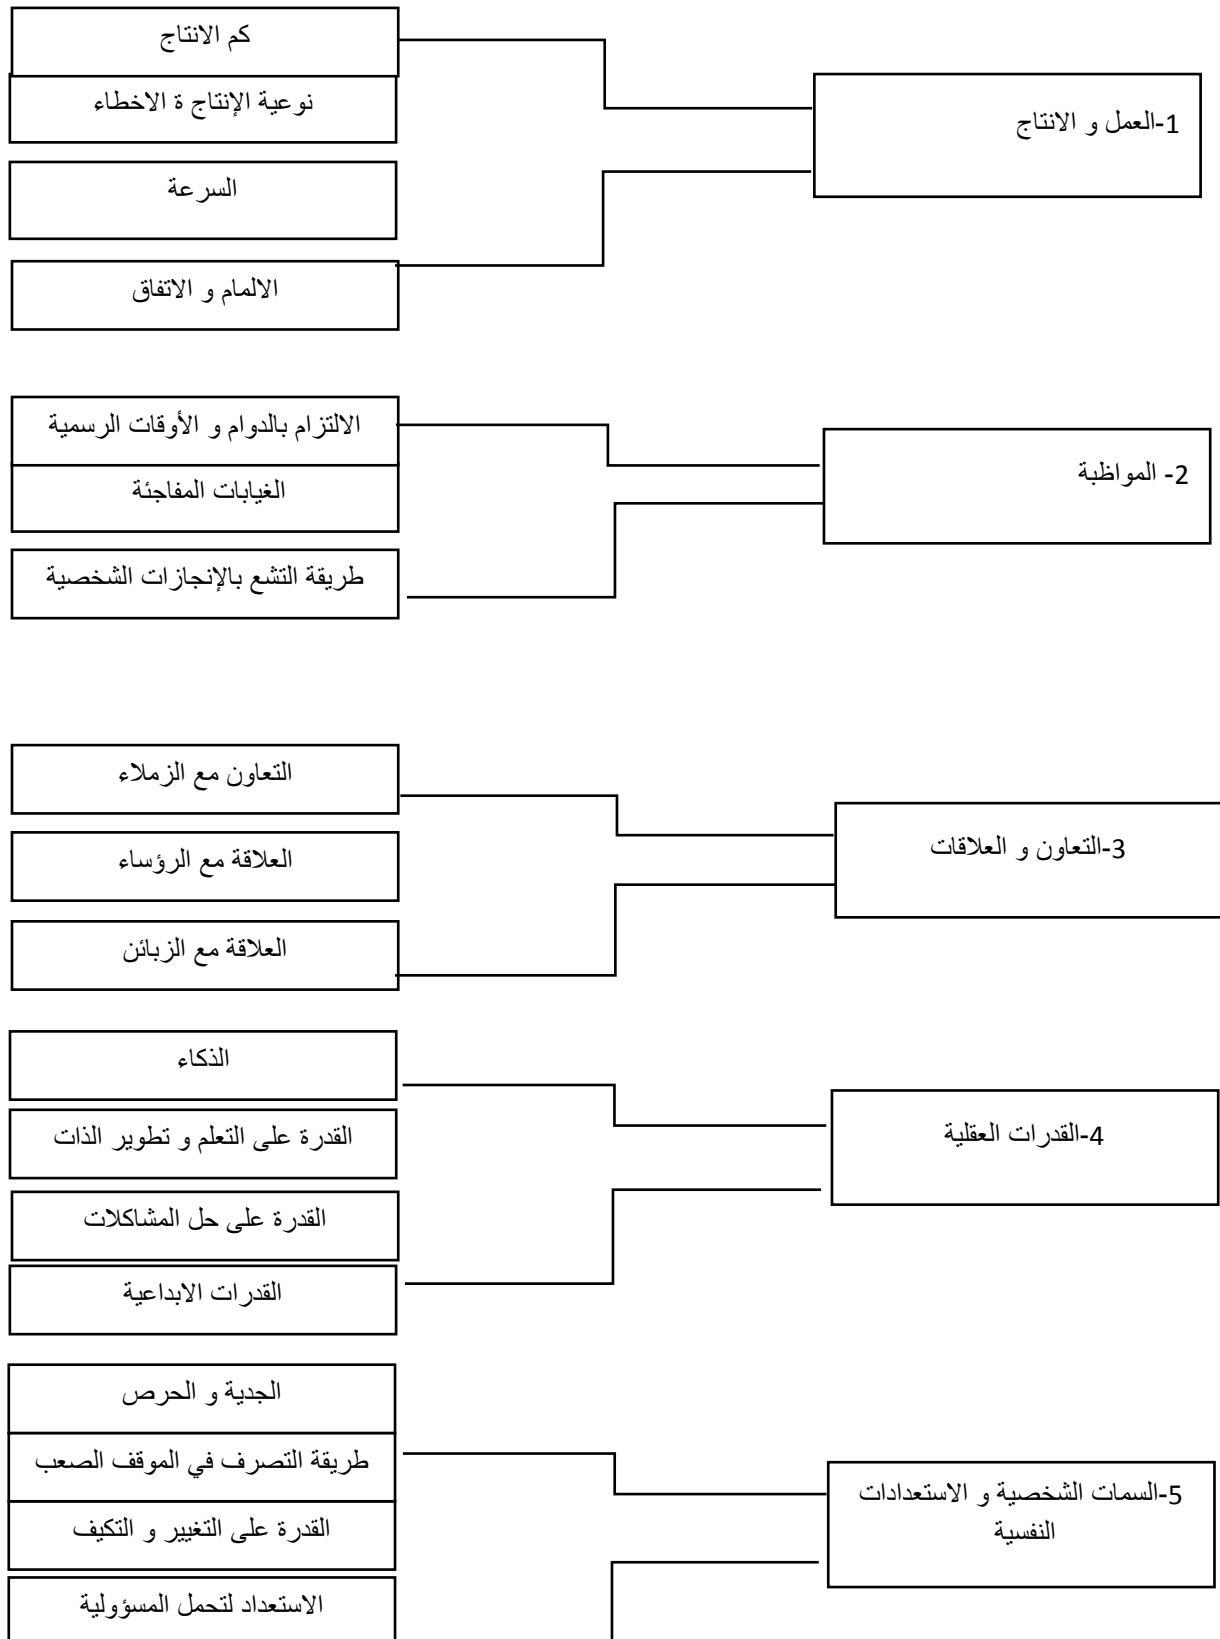 1-العمل و الانتاج
كم الانتاج
نوعية الإنتاج ة الاخطاء
السرعة
الالمام و الاتفاق
2- المواظبة
الالتزام بالدوام و الأوقات الرسمية
الغيابات المفاجئة
طريقة التشع بالإنجازات الشخصية
3-التعاون و العلاقات
التعاون مع الزملاء
العلاقة مع الرؤساء
العلاقة مع الزبائن
4-القدرات العقلية
الذكاء
القدرة على التعلم و تطوير الذات
القدرة على حل المشاكلات
القدرات الابداعية
5-السمات الشخصية و الاستعدادات
النفسية
الجدية و الحرص
طريقة التصرف في الموقف الصعب
القدرة على التغيير و التكيف
الاستعداد لتحمل المسؤولية